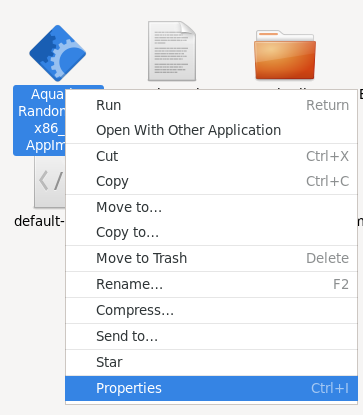 Aqua
Random
x86_
AppIm
default-
Run Return
Open With Other Application
Cut Ctrl+X
Copy Ctrl+C
Move to…
Copy to…
Move to Trash Delete
Rename… F2
Compress…
Send to…
Star
Properties Ctrl+I